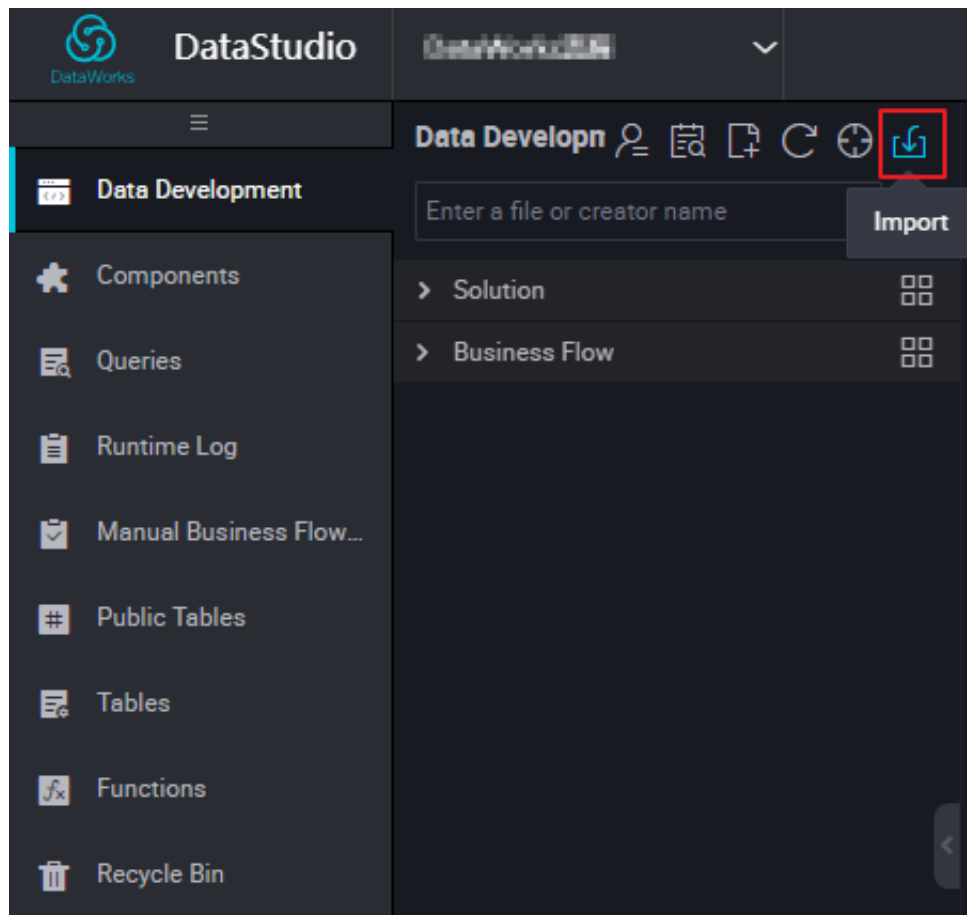 DataStudio
DataWorks
Data Developn
Data Development
Enter a file or creator name
Import
Components
Solution
Queries
Business Flow
Runtime Log
Manual Business Flow...
Public Tables
Tables
Functions
Recycle Bin